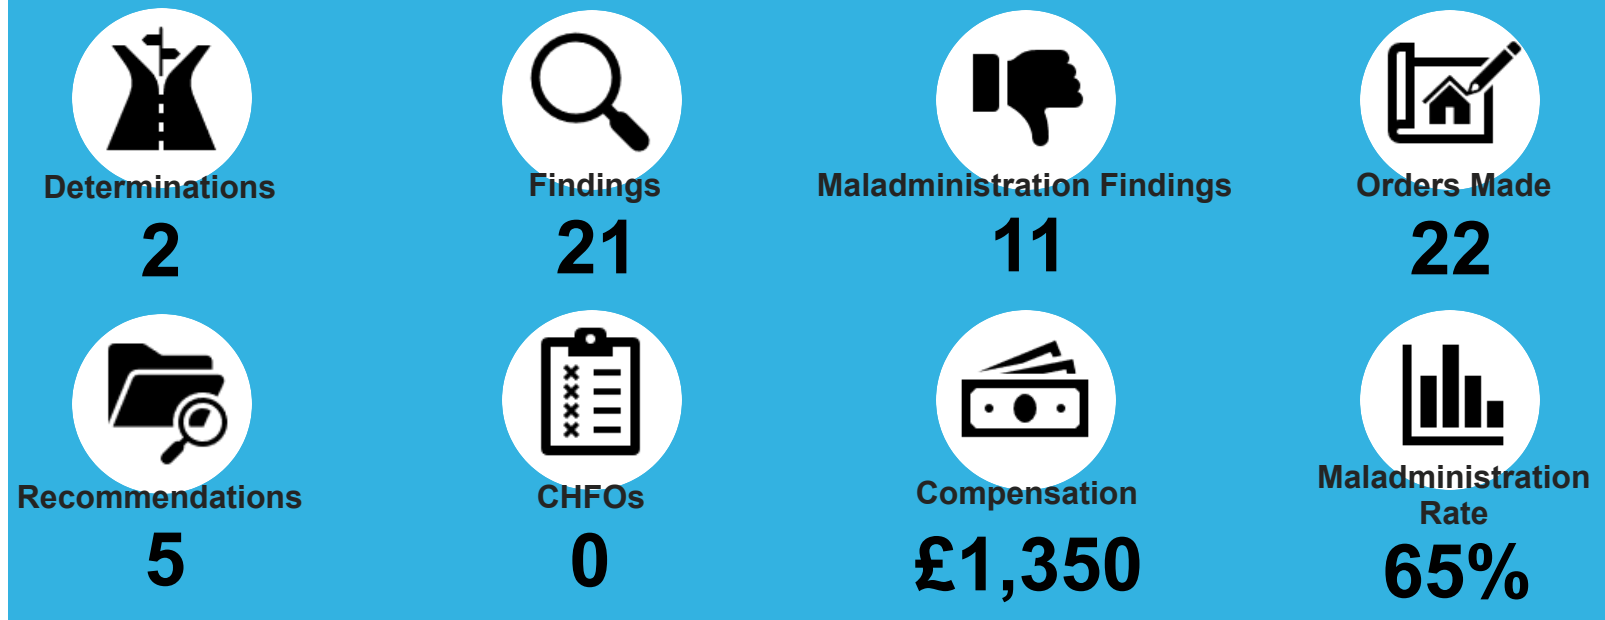 Determinations
2
Findings
21
Maladministration Findings
11
Orders Made
22
Recommendations
5
CHFOs
0
Compensation
£1,350
Maladministration
Rate
65%